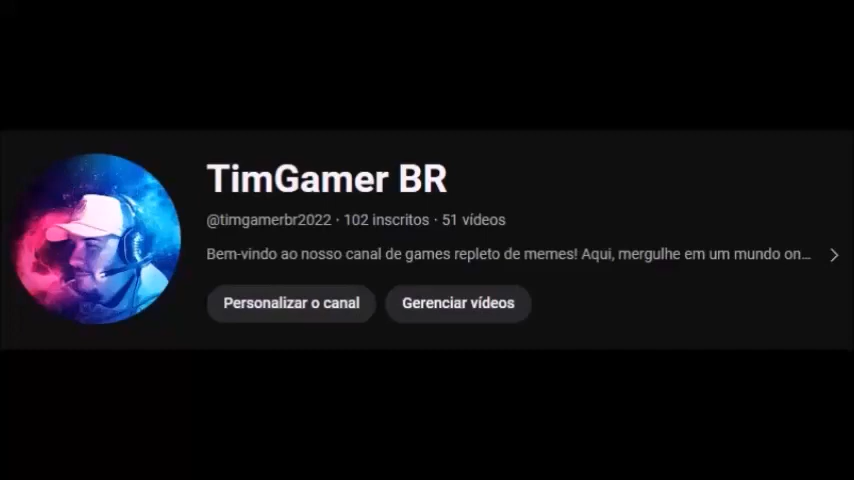 TimGamer BR
@timgamerbr2022 · 102 inscritos · 51 vídeos
Bem-vindo ao nosso canal de games repleto de memes! Aqui, mergulhe em um mundo on...
Personalizar o canal
Gerenciar vídeos